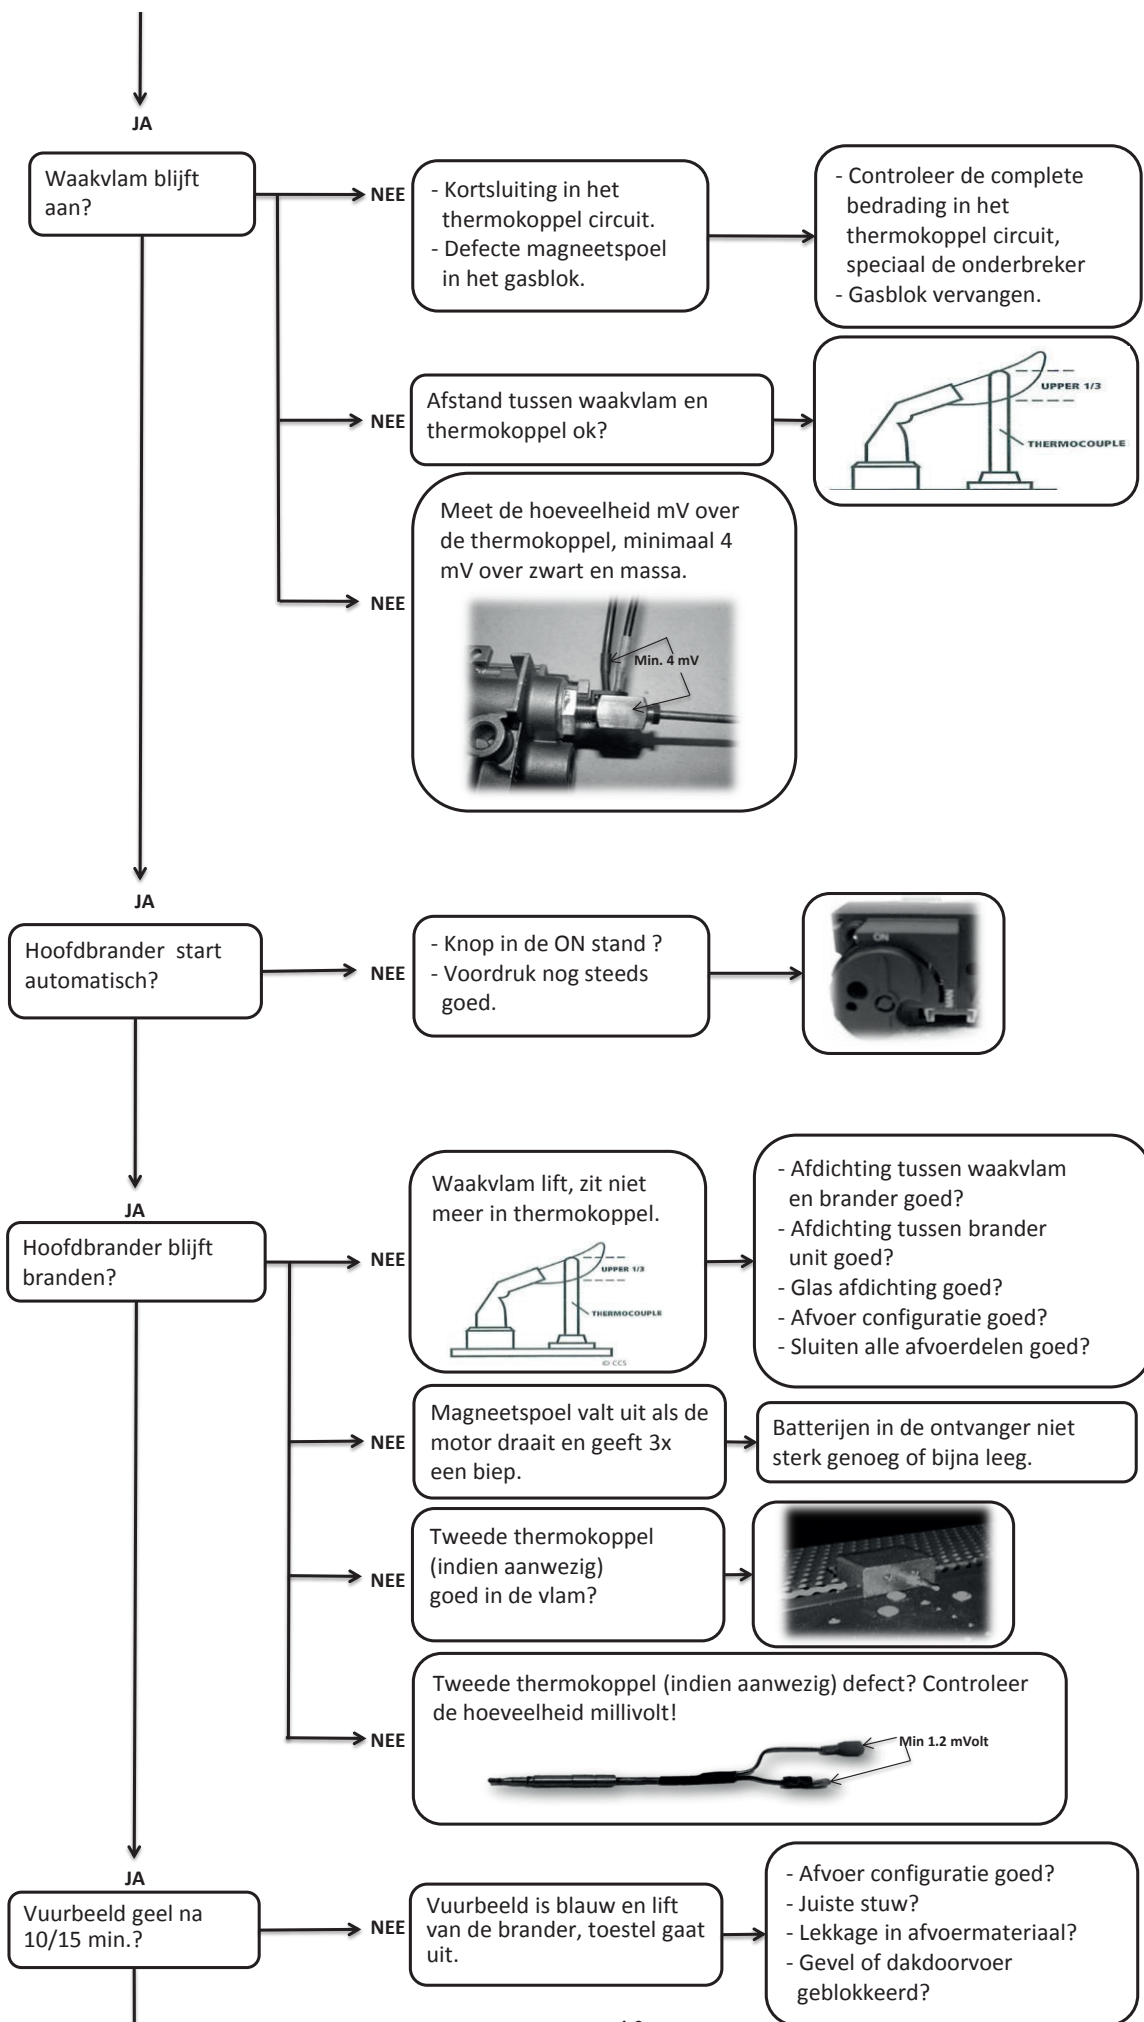 JA
Waakvlam blijft
aan?
NEE
- Kortsluiting in het
thermokoppel circuit.
- Defecte magneetspoel
in het gasblok.
- Controleer de complete
bedrading in het
thermokoppel circuit,
speciaal de onderbreker
- Gasblok vervangen.
NEE
Afstand tussen waakvlam en
thermokoppel ok?
UPPER 1/3
THERMOCOUPLE
NEE
Meet de hoeveelheid mV over
de thermokoppel, minimaal 4
mV over zwart en massa.
Min. 4 mV
JA
Hoofdbrander start
automatisch?
NEE
- Knop in de ON stand ?
- Voordruk nog steeds
goed.
ON
JA
Hoofdbrander blijft
branden?
NEE
Waakvlam lift, zit niet
meer in thermokoppel.
UPPER 1/3
THERMOCOUPLE
© CCS
- Afdichting tussen waakvlam
en brander goed?
- Afdichting tussen brander
unit goed?
- Glas afdichting goed?
- Afvoer configuratie goed?
- Sluiten alle afvoerdelen goed?
NEE
Magneetspoel valt uit als de
motor draait en geeft 3x
een biep.
Batterijen in de ontvanger niet
sterk genoeg of bijna leeg.
NEE
Tweede thermokoppel
(indien aanwezig)
goed in de vlam?
NEE
Tweede thermokoppel (indien aanwezig) defect? Controleer
de hoeveelheid millivolt!
Min 1.2 mVolt
JA
Vuurbeeld geel na
10/15 min.?
NEE
Vuurbeeld is blauw en lift
van de brander, toestel gaat
uit.
- Afvoer configuratie goed?
- Juiste stuw?
- Lekkage in afvoermateriaal?
- Gevel of dakdoorvoer
geblokkeerd?